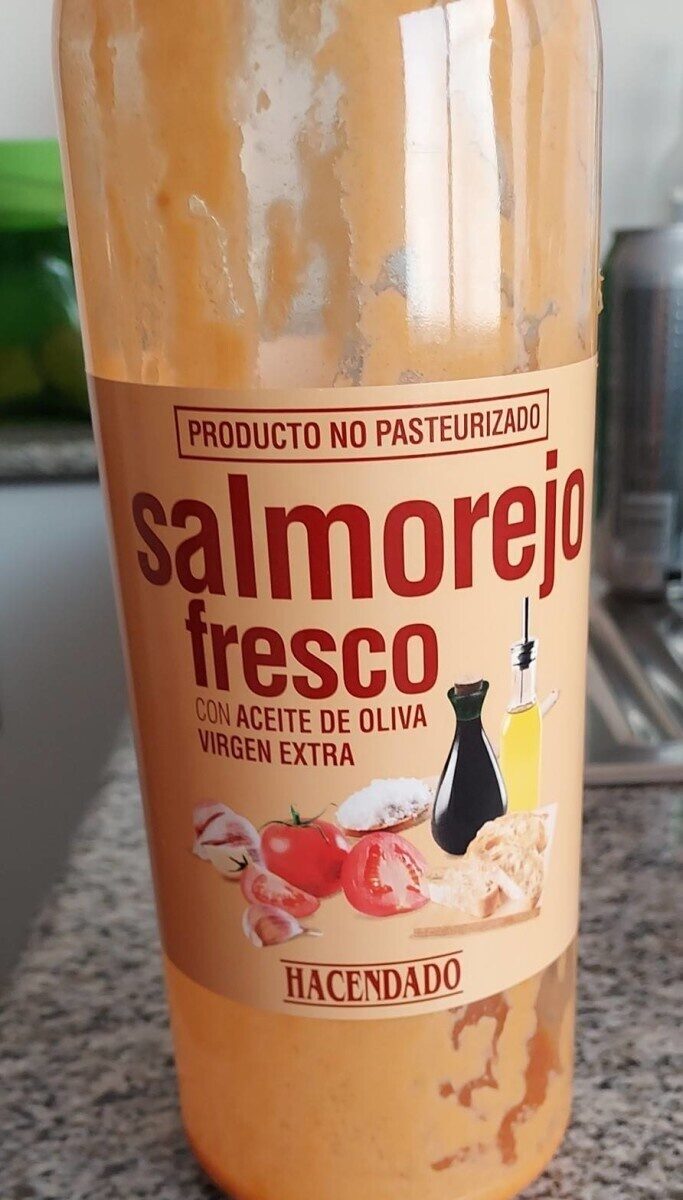 PRODUCTO NO PASTEURIZADO
salmorejo
fresco
CON ACEITE DE OLIVA
VIRGEN EXTRA
HACENDADO